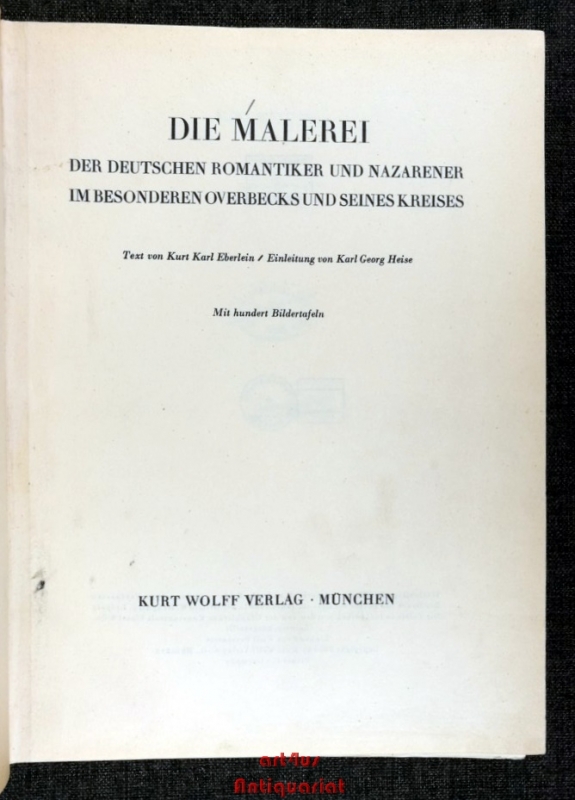 DIE MALEREI
DER DEUTSCHEN ROMANTIKER UND NAZARENER
IM BESONDEREN OVERBECKS UND SEINES KREISES
Text von Kurt Karl Eberlein / Einleitung von Karl Georg Heise
Mit hundert Bildertafeln
KURT WOLFF VERLAG · MÜNCHEN
art-fus
Antiquariat